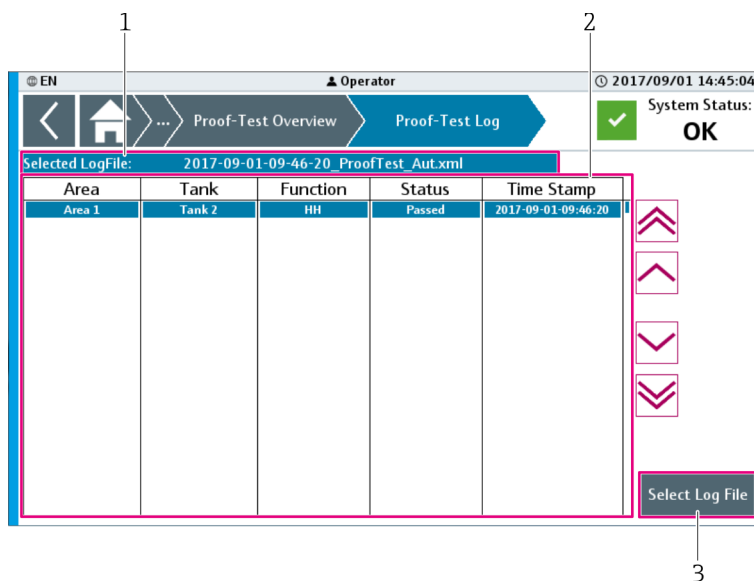 1 2
EN Operator 2017/09/01 14:45:04
... Proof-Test Overview Proof-Test Log System Status:
OK
Selected LogFile: 2017-09-01-09-46-20_ProofTest_Aut.xml
Area Tank Function Status Time Stamp
Area 1 Tank 2 HH Passed 2017-09-01-09:46:20
Select Log File
3